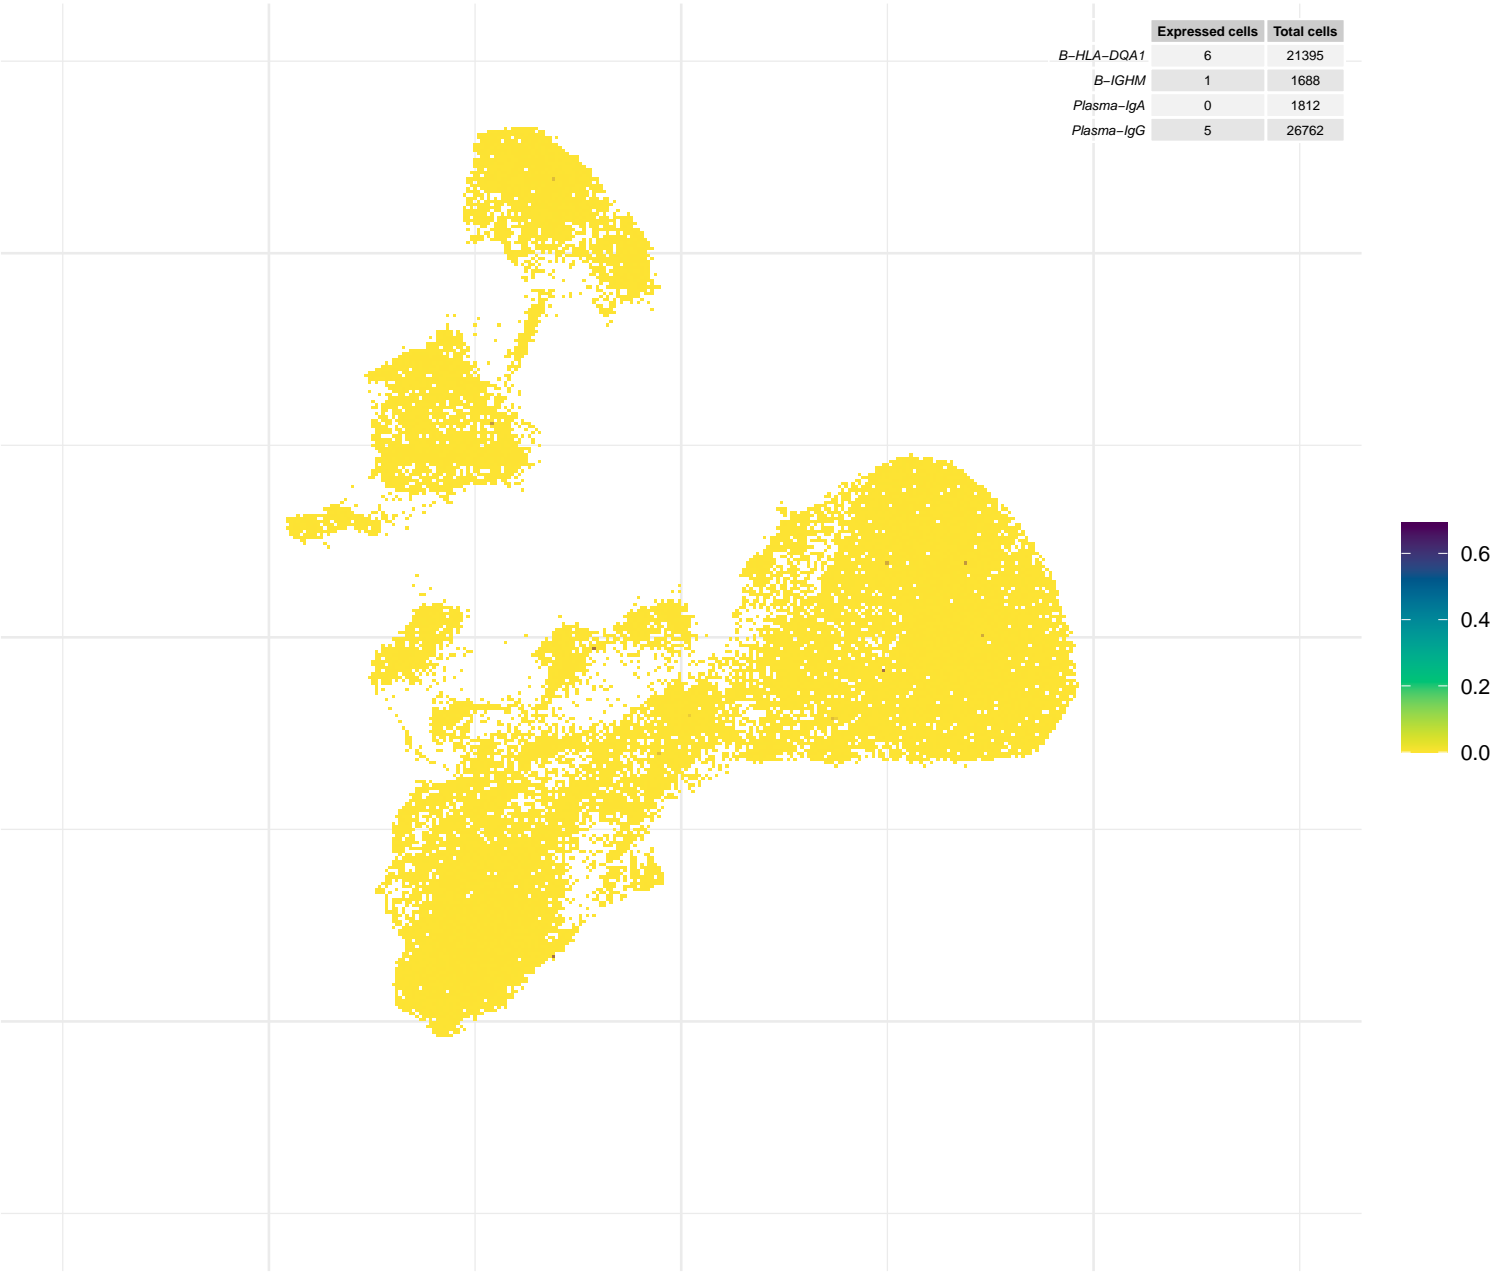 Expressed cells Total cells
B−HLA−DQA1 6 21395
B−IGHM 1 1688
Plasma−IgA 0 1812
Plasma−IgG 5 26762
0.6
0.4
0.2
0.0